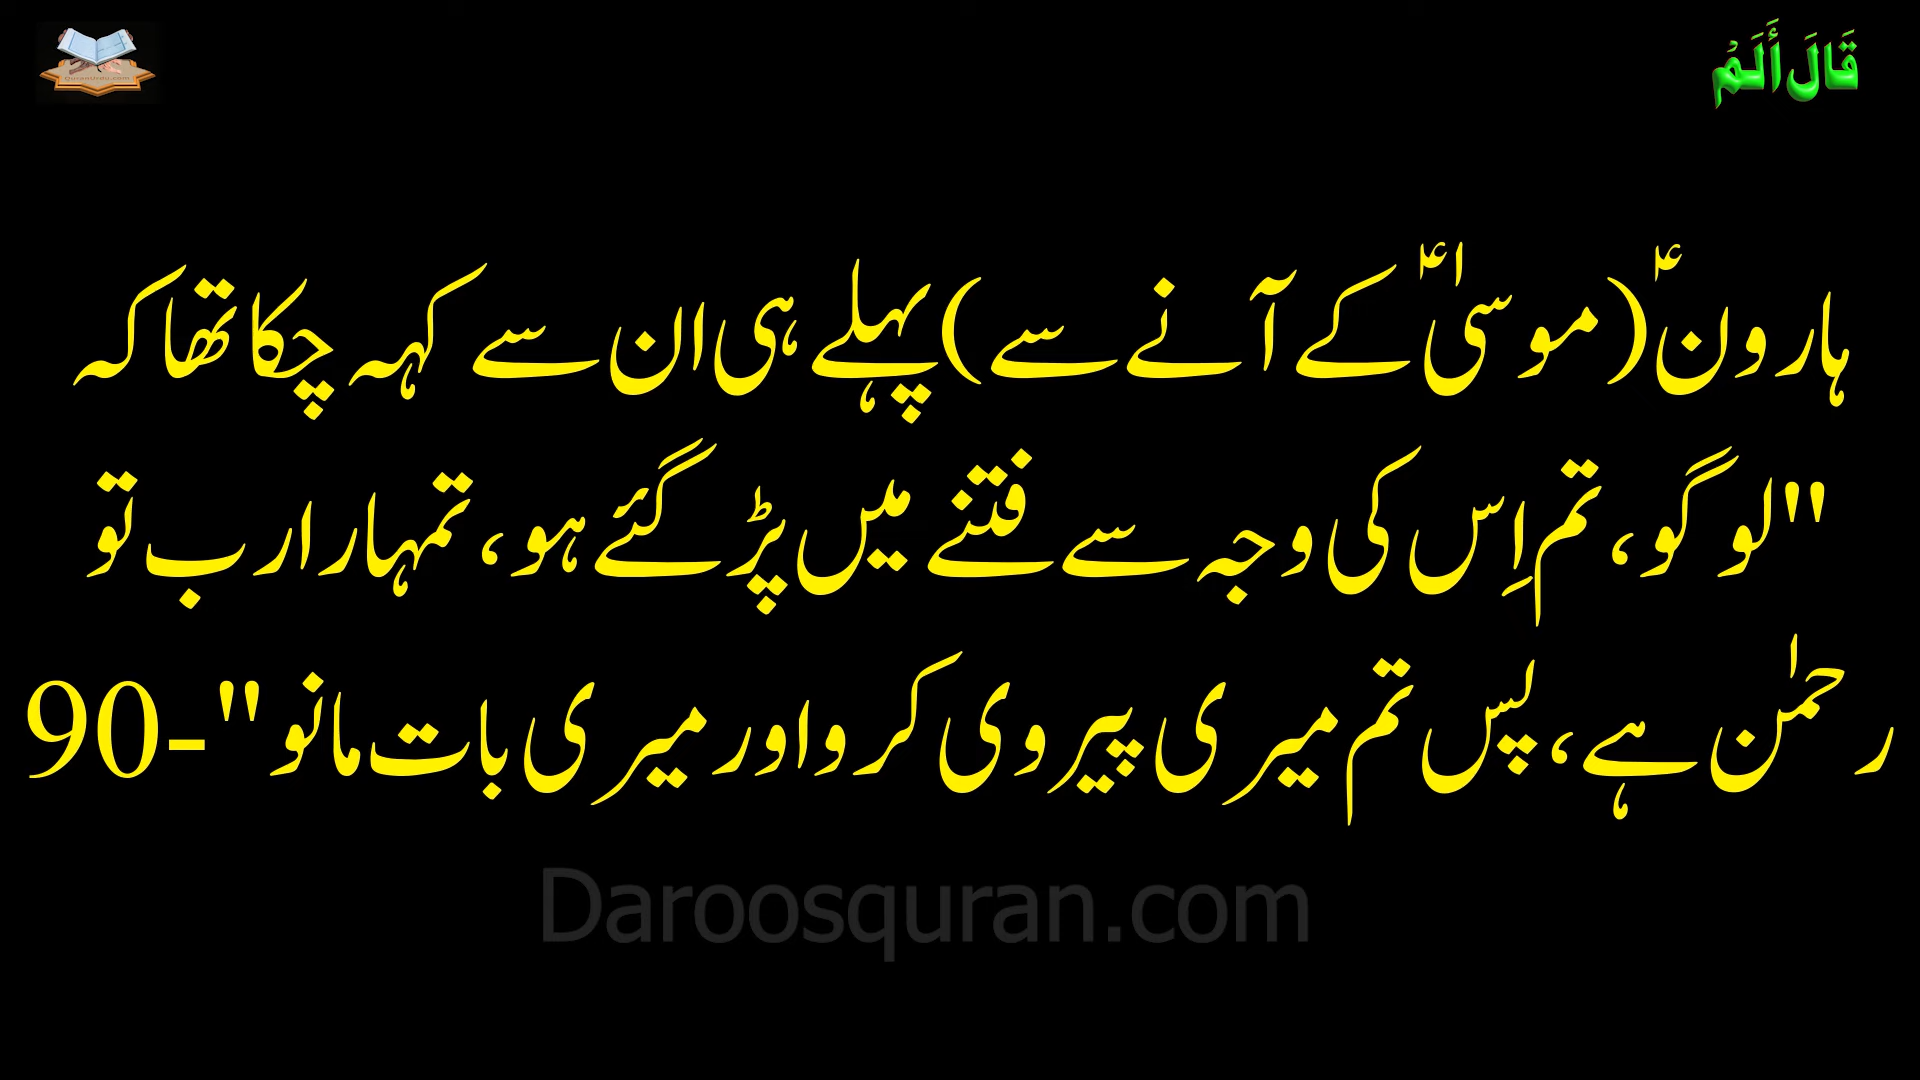 قَالَ أَلَمْ
ہارونؑ (موسیٰؑ کے آنے سے) پہلے ہی ان سے کہہ چکا تھا کہ
"لوگو، تم اِس کی وجہ سے فتنے میں پڑ گئے ہو، تمہارا رب تو
رحمٰن ہے، پس تم میری پیروی کرو اور میری بات مانو"-90
Daroosquran.com